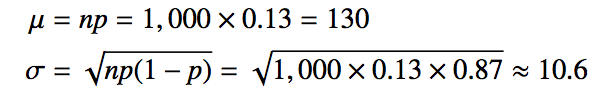 μ = np = 1,000 × 0.13 = 130
σ = √np(1 − p) = √1,000 × 0.13 × 0.87 ≈ 10.6